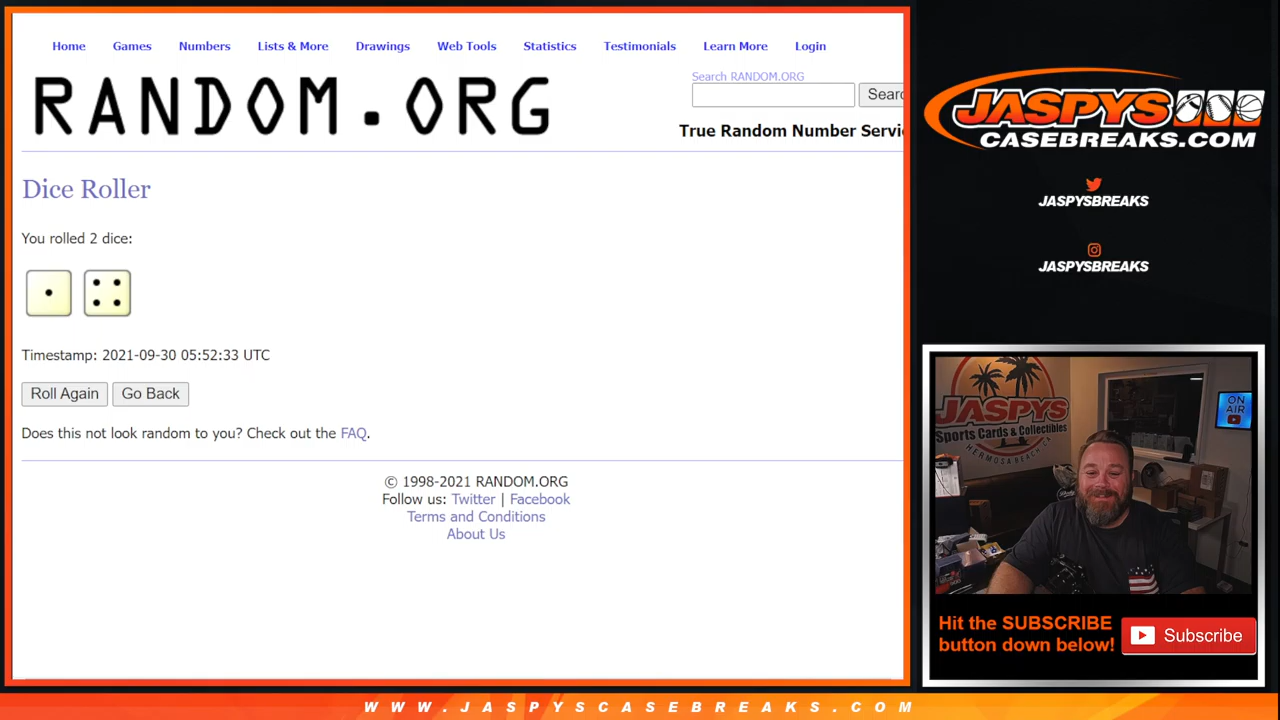 Home Games Numbers Lists & More Drawings Web Tools Statistics Testimonials Learn More Login
RANDOM.ORG
Search RANDOM.ORG
Searc
True Random Number Servi
Dice Roller
You rolled 2 dice:
Timestamp: 2021-09-30 05:52:33 UTC
Roll Again Go Back
Does this not look random to you? Check out the FAQ.
© 1998-2021 RANDOM.ORG
Follow us: Twitter | Facebook
Terms and Conditions
About Us
JASPYS
CASEBREAKS.COM
JASPYSBREAKS
JASPYSBREAKS
JASPYS
Sports Cards & Collectibles
HERMOSA BEACH CA
ON
AIR
Hit the SUBSCRIBE
button down below!
Subscribe
WWW.JASPYSCASEBREAKS.COM